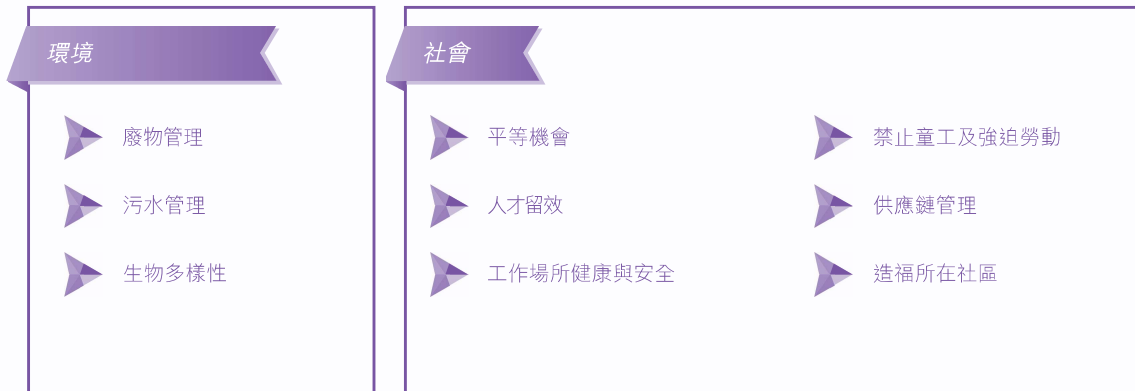 環境
廢物管理
污水管理
生物多樣性
社會
平等機會
人才留效
工作場所健康與安全
禁止童工及強迫勞動
供應鏈管理
造福所在社區